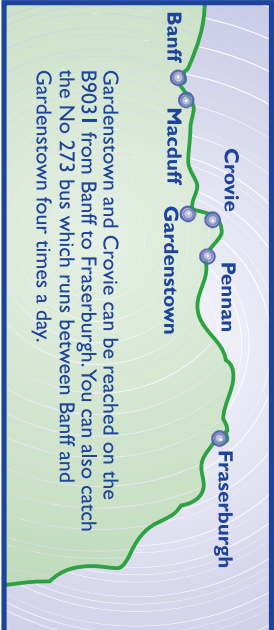 Banff
Macduff
Crovie
Gardenstown
Pennan
Fraserburgh
Gardenstown and Crovie can be reached on the
B9031 from Banff to Fraserburgh. You can also catch
the No 273 bus which runs between Banff and
Gardenstown four times a day.